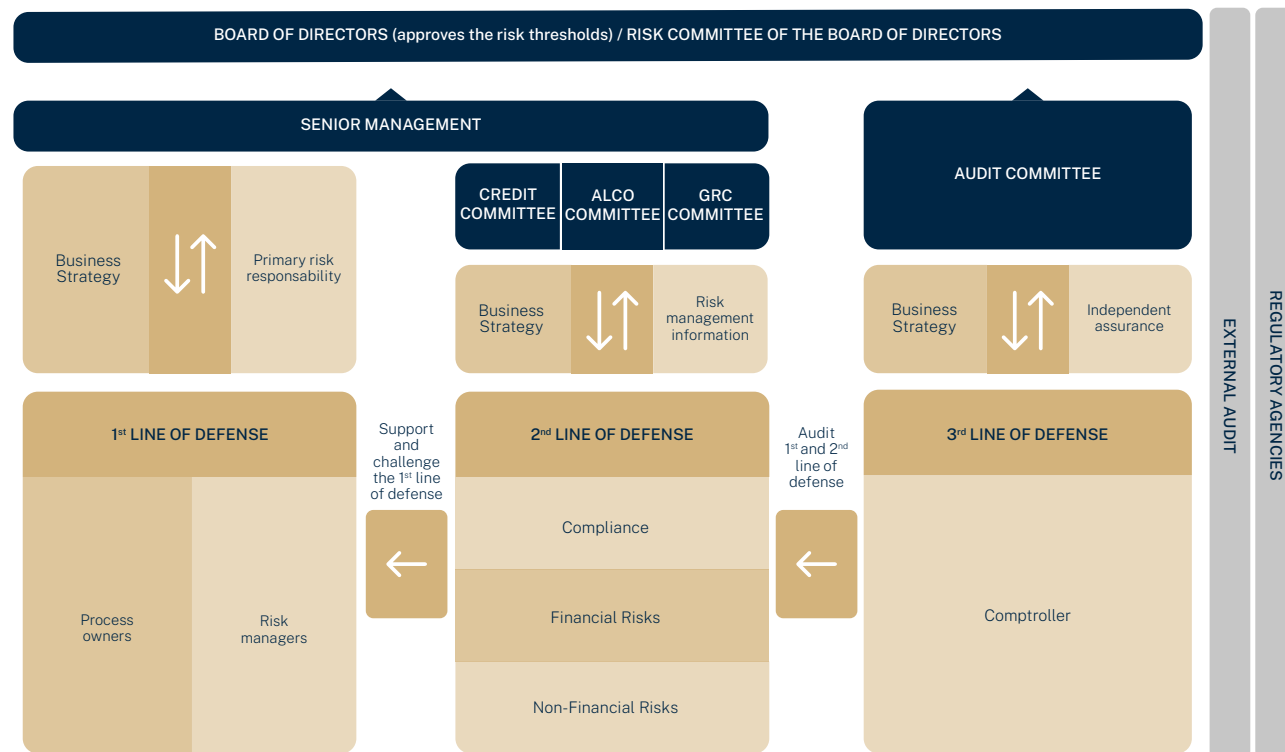 BOARD OF DIRECTORS (approves the risk thresholds) / RISK COMMITTEE OF THE BOARD OF DIRECTORS
SENIOR MANAGEMENT
Business
Strategy
Primary risk
responsability
CREDIT
COMMITTEE
ALCO
COMMITTEE
GRC
COMMITTEE
Business
Strategy
Risk
management
information
AUDIT COMMITTEE
Business
Strategy
Independent
assurance
1st LINE OF DEFENSE
Process
owners
Risk
managers
Support
and
challenge
the 1st line
of defense
2nd LINE OF DEFENSE
Compliance
Financial Risks
Non-Financial Risks
Audit
1st and 2nd
line of
defense
3rd LINE OF DEFENSE
Comptroller
EXTERNAL AUDIT
REGULATORY AGENCIES